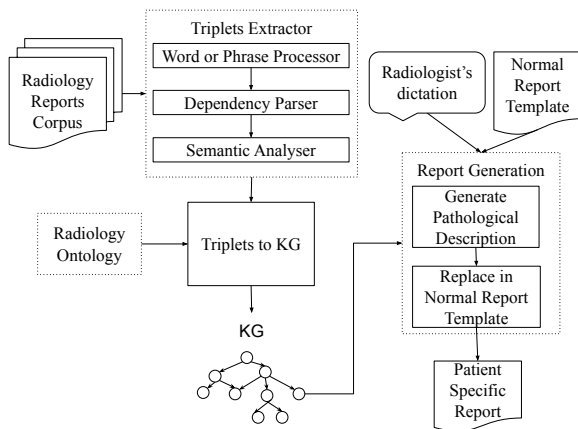 Triplets Extractor
Word or Phrase Processor
Dependency Parser
Semantic Analyser
Radiology
Reports
Corpus
Radiologist's
dictation
Normal
Report
Template
Report Generation
Generate
Pathological
Description
Replace in
Normal Report
Template
Radiology
Ontology
Triplets to KG
KG
Patient
Specific
Report